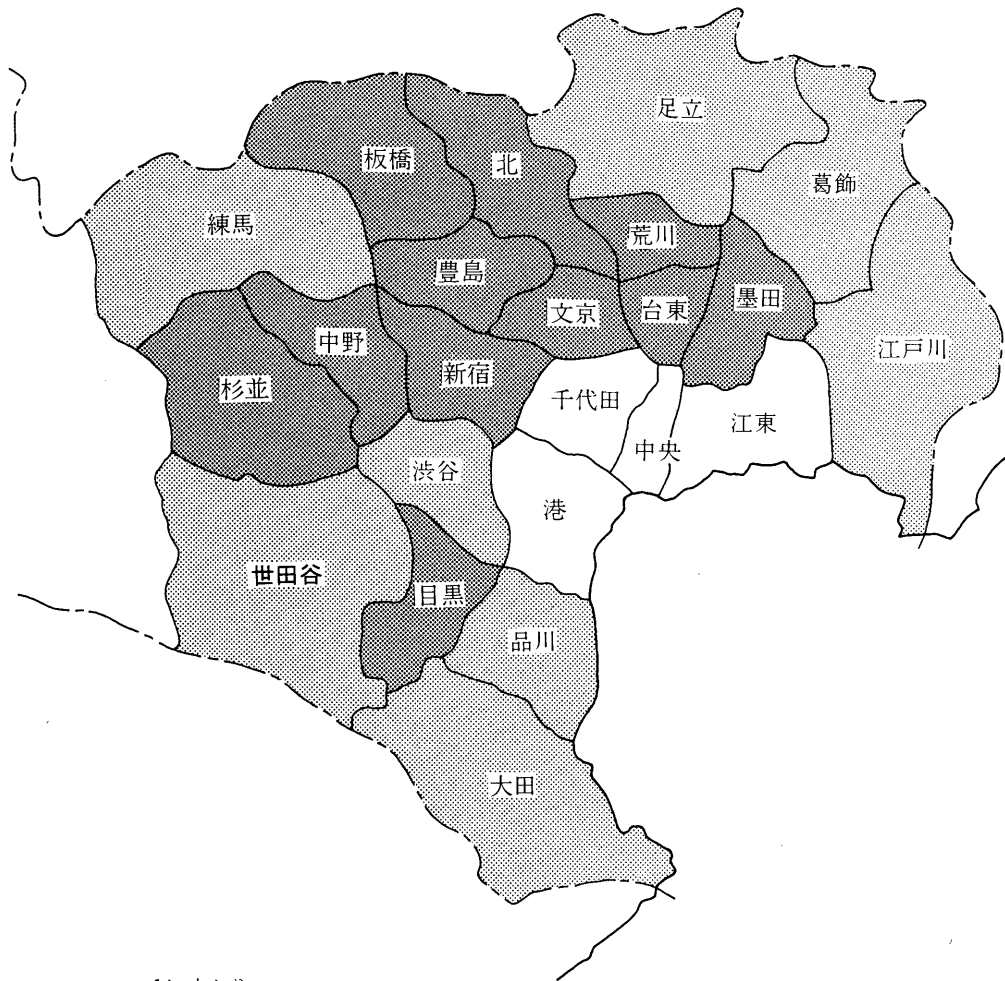 足立
板橋
北
葛飾
練馬
荒川
豊島
墨田
文京
台東
中野
江戸川
新宿
杉並
千代田
江東
中央
渋谷
港
世田谷
目黒
品川
大田